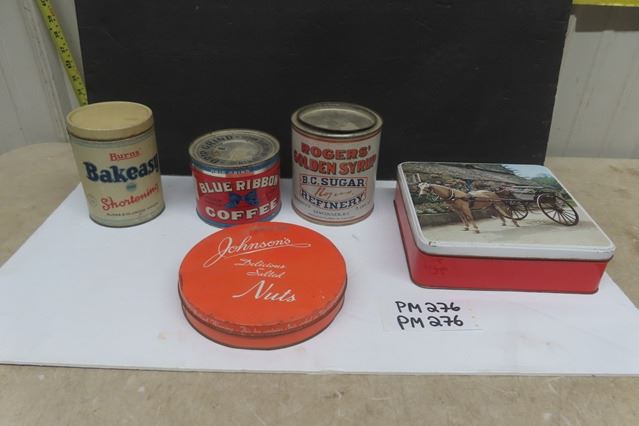 Burns
Bakeasy
Shortening
BLUE RIBBON
COFFEE
ROGERS'
GOLDEN SYRUP
B.C. SUGAR
Rogers
REFINERY
Johnson's
Delicious
Salted
Nuts
PM 276
PM 276